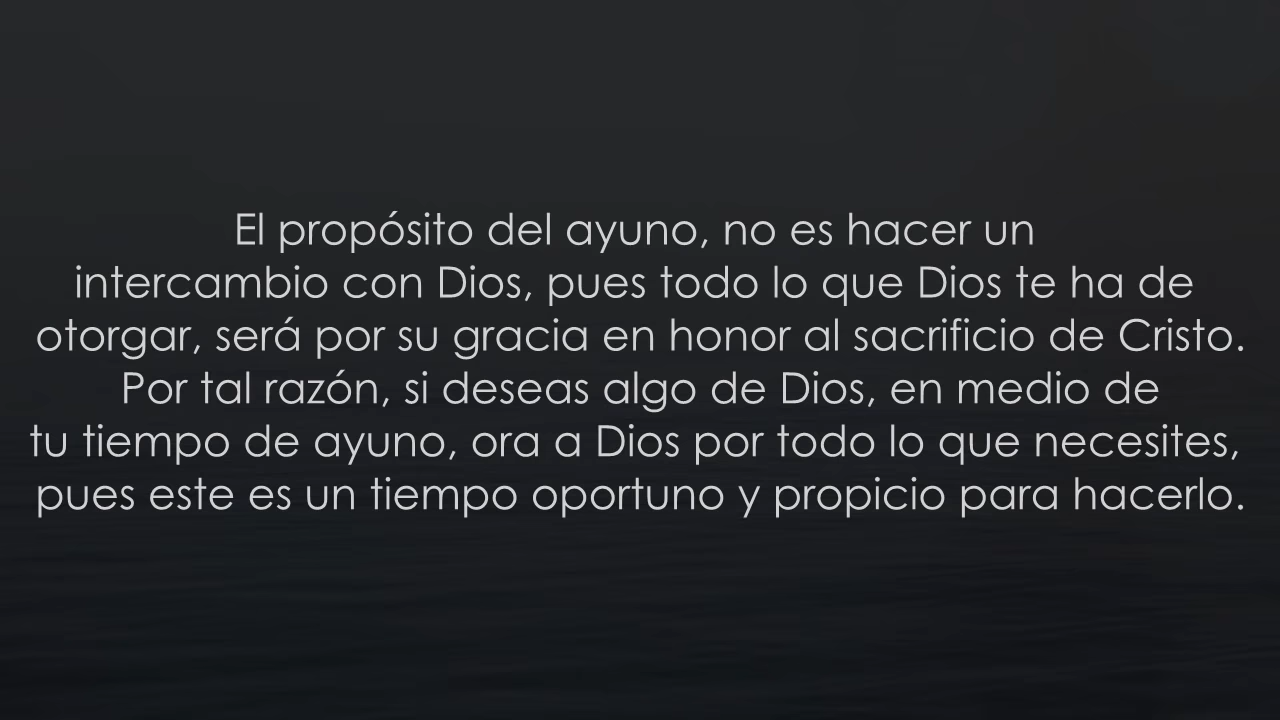 El propósito del ayuno, no es hacer un
intercambio con Dios, pues todo lo que Dios te ha de
otorgar, será por su gracia en honor al sacrificio de Cristo.
Por tal razón, si deseas algo de Dios, en medio de
tu tiempo de ayuno, ora a Dios por todo lo que necesites,
pues este es un tiempo oportuno y propicio para hacerlo.